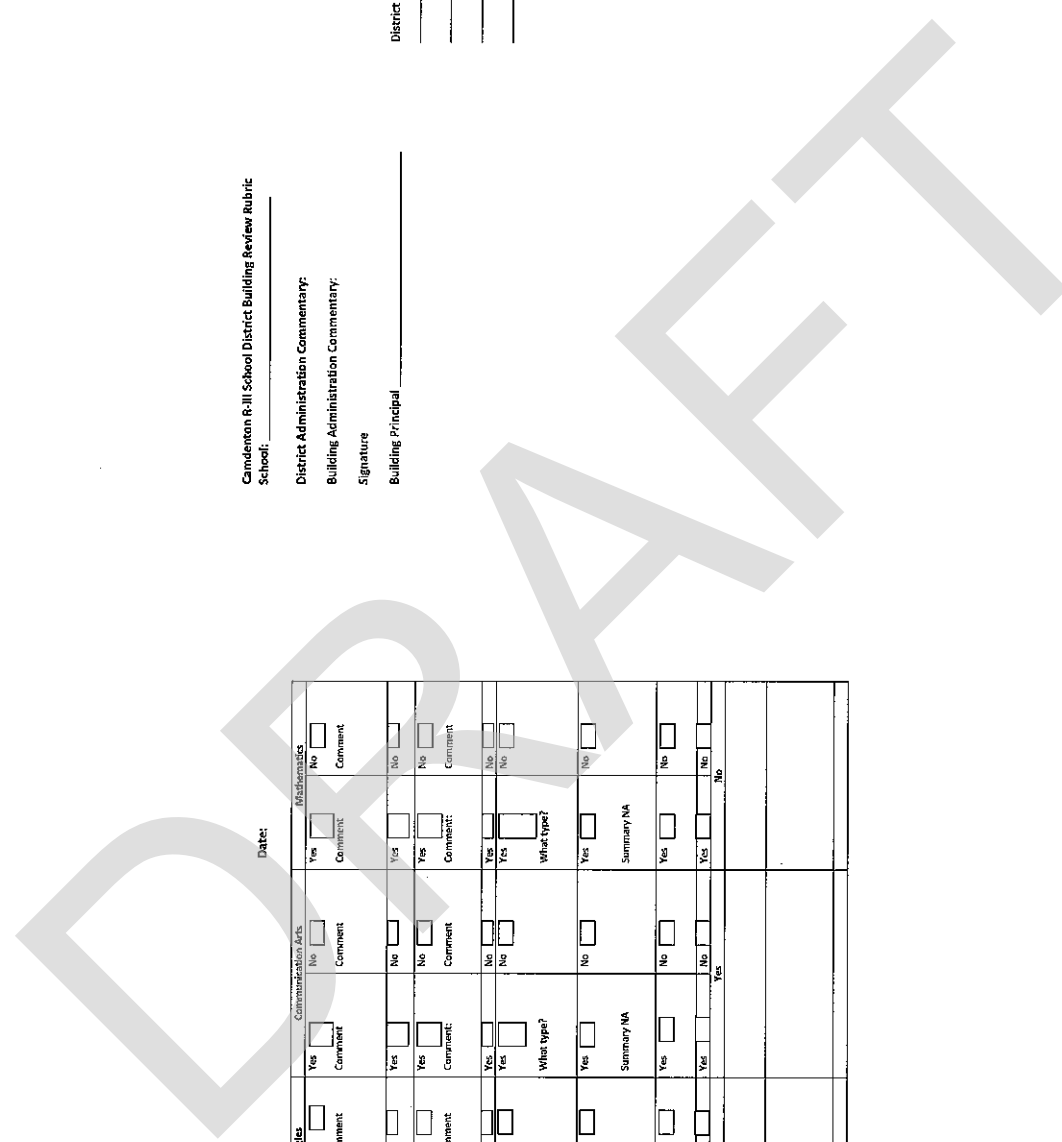 Date:
Communication Arts Mathematics
Yes No Yes No
Comment Comment Comment Comment
Yes No Yes No
Yes No Yes No
Comment: Comment Comment: Comment
Yes No Yes No
Yes No Yes No
What type? What type?
Yes No Yes No
Summary NA Summary NA
Yes No Yes No
Yes No Yes No
Yes No
Camdenton R-III School District Building Review Rubric
School:
District Administration Commentary:
Building Administration Commentary:
Signature
Building Principal District
DRAFT